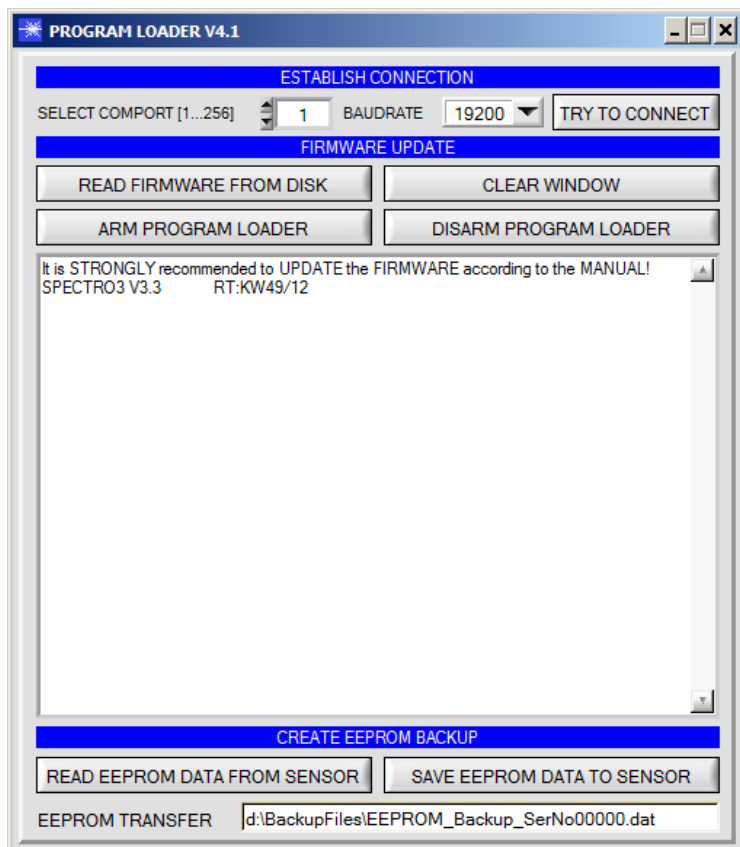 PROGRAM LOADER V4.1
ESTABLISH CONNECTION
SELECT COMPORT [1...256] 1 BAUDRATE 19200 TRY TO CONNECT
FIRMWARE UPDATE
READ FIRMWARE FROM DISK CLEAR WINDOW
ARM PROGRAM LOADER DISARM PROGRAM LOADER
It is STRONGLY recommended to UPDATE the FIRMWARE according to the MANUAL!
SPECTRO3 V3.3 RT:KW49/12
CREATE EEPROM BACKUP
READ EEPROM DATA FROM SENSOR SAVE EEPROM DATA TO SENSOR
EEPROM TRANSFER d:\BackupFiles\EEPROM_Backup_SerNo00000.dat